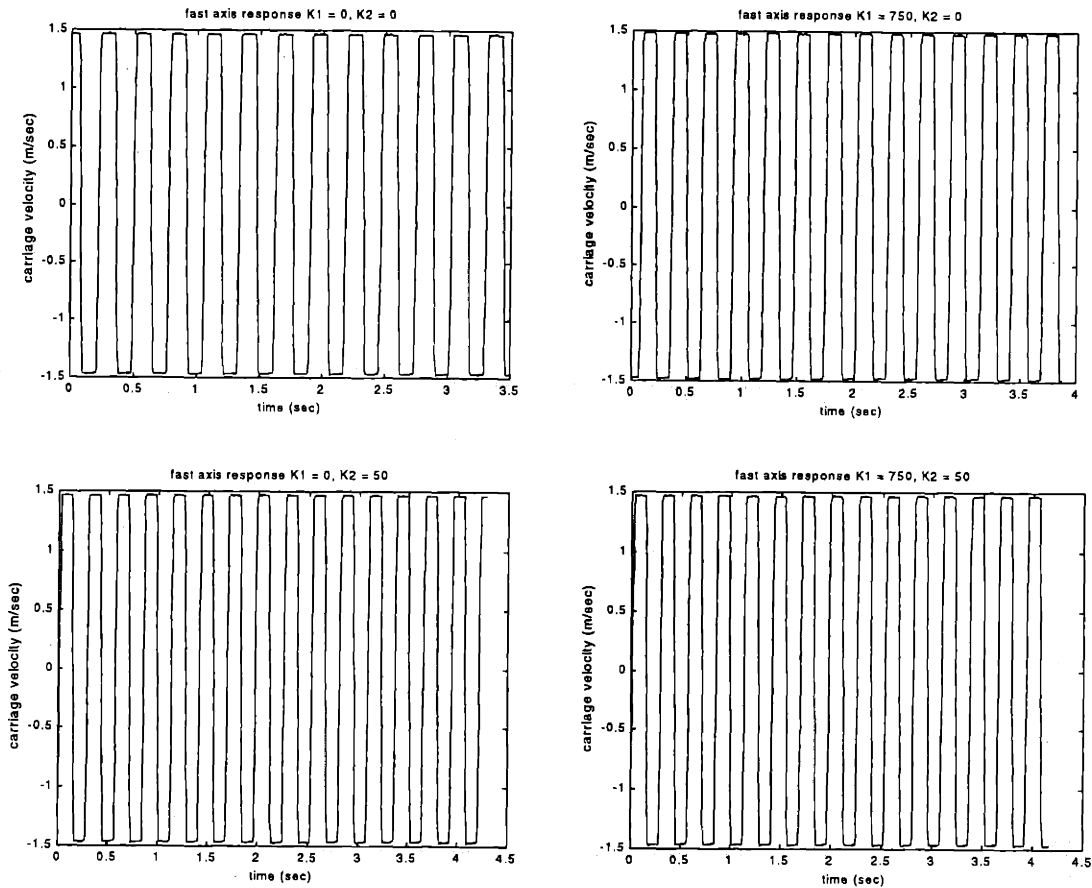 fast axis response K1 = 0, K2 = 0
1.5
1
0.5
0
-0.5
-1
-1.5
carriage velocity (m/sec)
0 0.5 1 1.5 2 2.5 3 3.5
time (sec)
fast axis response K1 = 750, K2 = 0
1.5
1
0.5
0
-0.5
-1
-1.5
carriage velocity (m/sec)
0 0.5 1 1.5 2 2.5 3 3.5 4
time (sec)
fast axis response K1 = 0, K2 = 50
1.5
1
0.5
0
-0.5
-1
-1.5
carriage velocity (m/sec)
0 0.5 1 1.5 2 2.5 3 3.5 4 4.5
time (sec)
fast axis response K1 = 750, K2 = 50
1.5
1
0.5
0
-0.5
-1
-1.5
carriage velocity (m/sec)
0 0.5 1 1.5 2 2.5 3 3.5 4 4.5
time (sec)